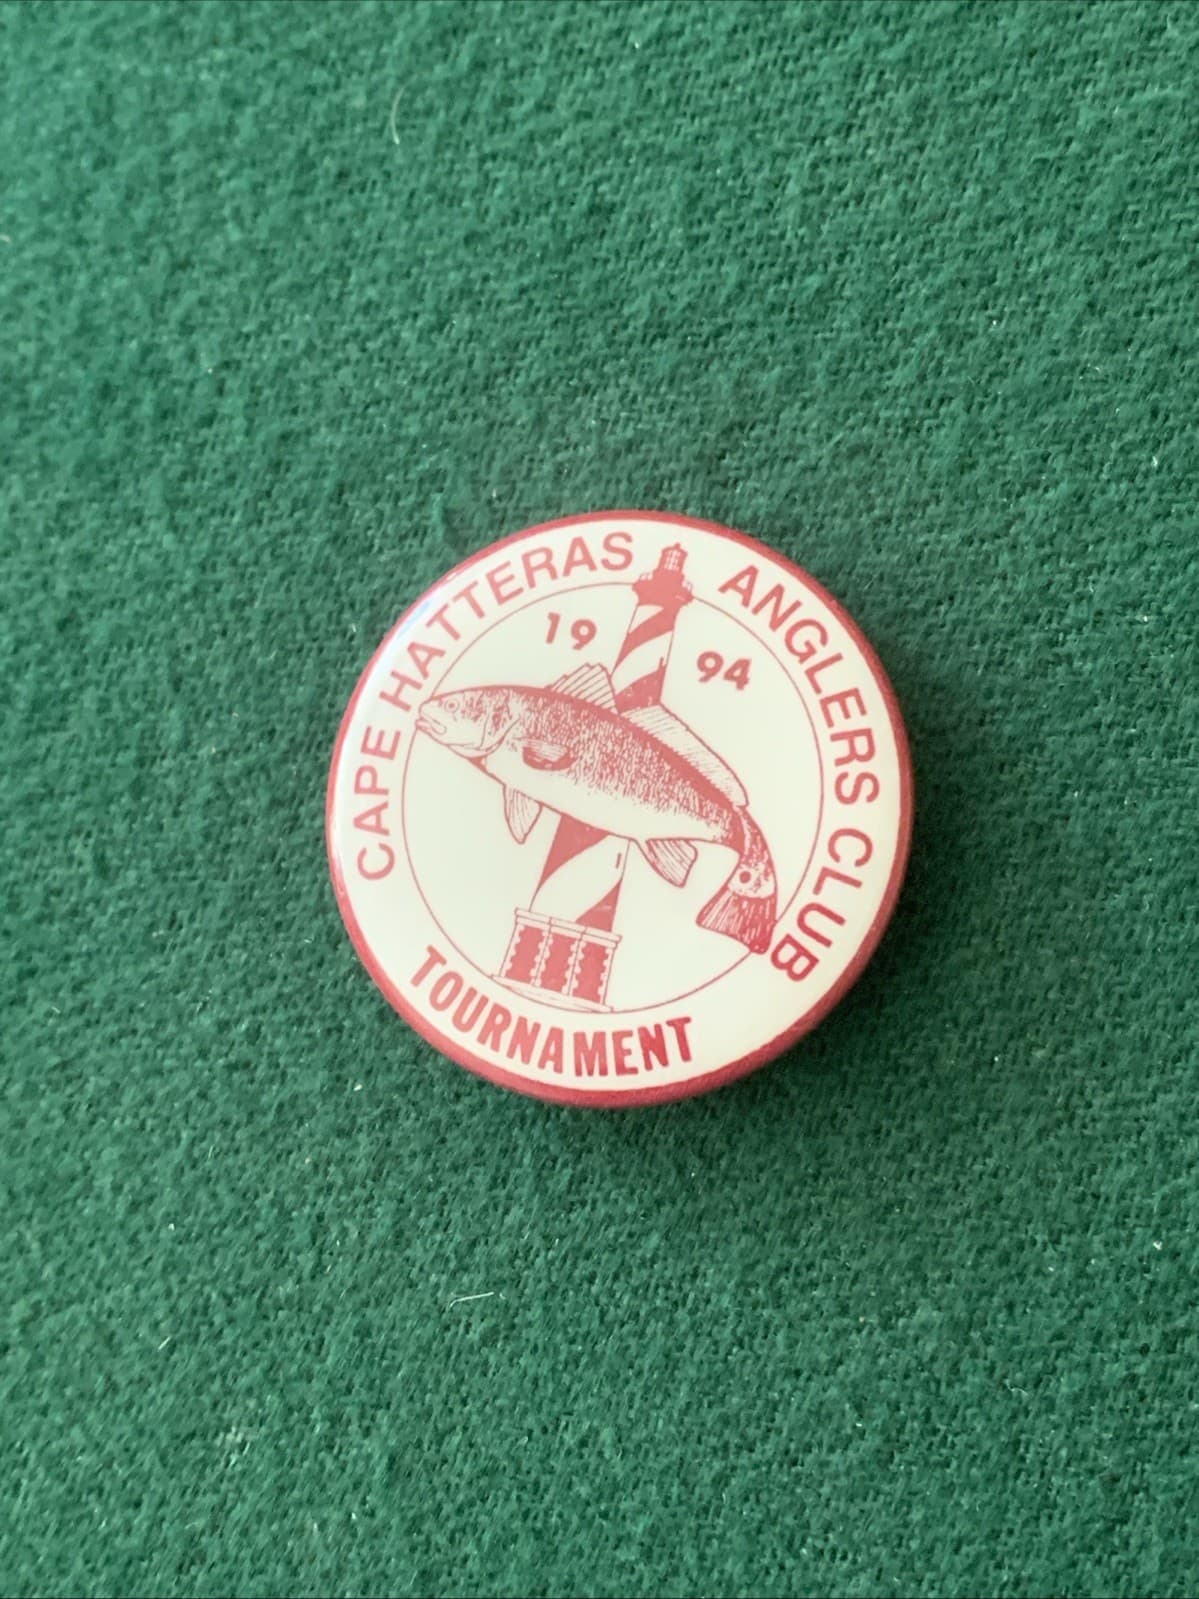 CAPE HATTERAS ANGLERS CLUB
19 94
TOURNAMENT